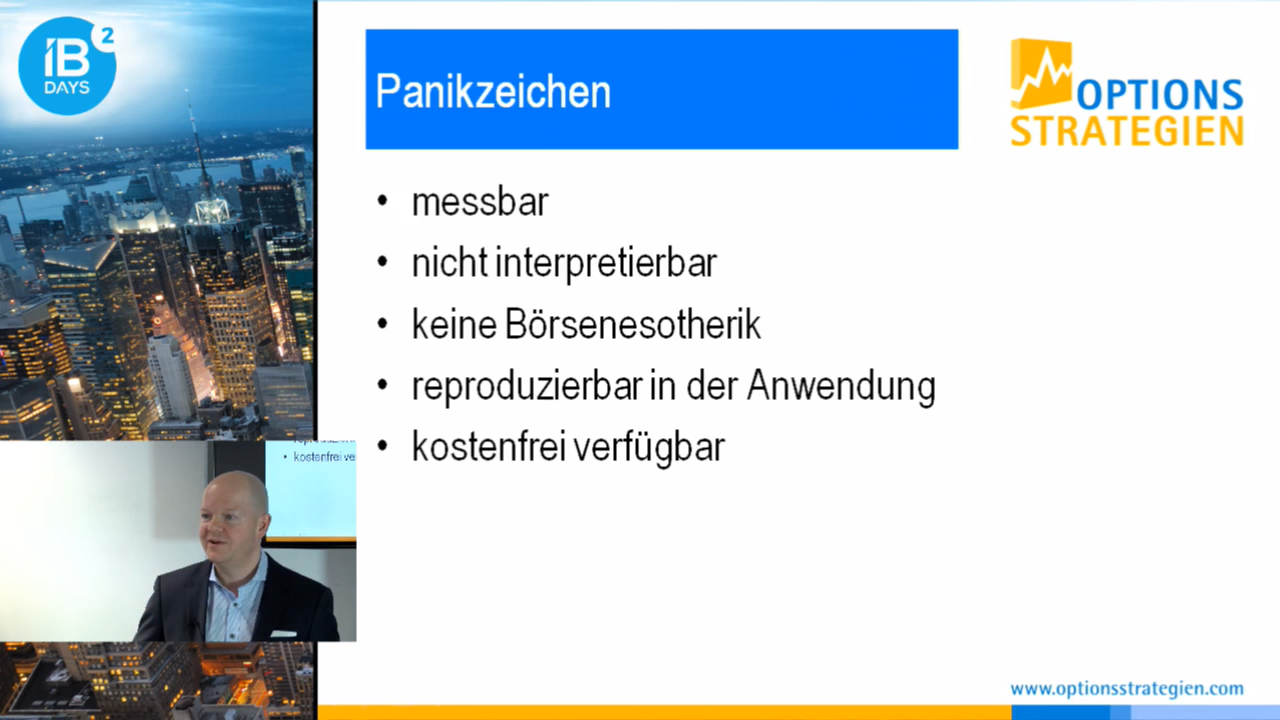 IB 2
DAYS
Panikzeichen
OPTIONS
STRATEGIEN
• messbar
• nicht interpretierbar
• keine Börsenesotherik
• reproduzierbar in der Anwendung
• kostenfrei verfügbar
• kostenfrei ve
www.optionsstrategien.com